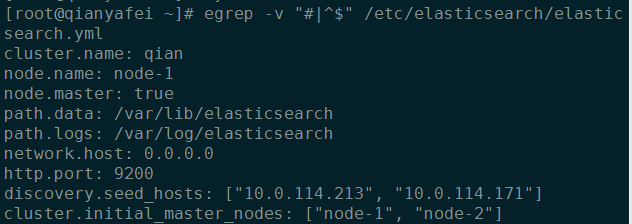 [root@qianyafei ~]# egrep -v "#|^$" /etc/elasticsearch/elastic
search.yml
cluster.name: qian
node.name: node-1
node.master: true
path.data: /var/lib/elasticsearch
path.logs: /var/log/elasticsearch
network.host: 0.0.0.0
http.port: 9200
discovery.seed_hosts: ["10.0.114.213", "10.0.114.171"]
cluster.initial_master_nodes: ["node-1", "node-2"]